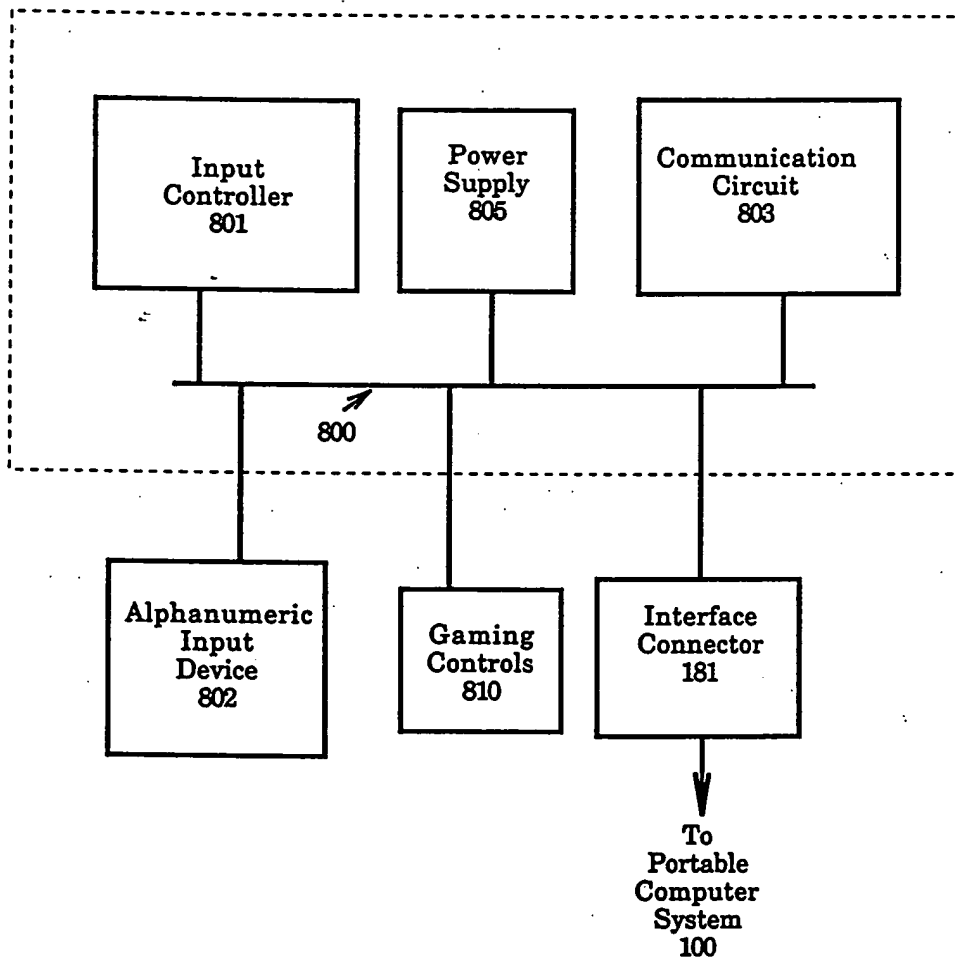 Input
Controller
801
Power
Supply
805
Communication
Circuit
803
800
Alphanumeric
Input
Device
802
Gaming
Controls
810
Interface
Connector
181
To
Portable
Computer
System
100